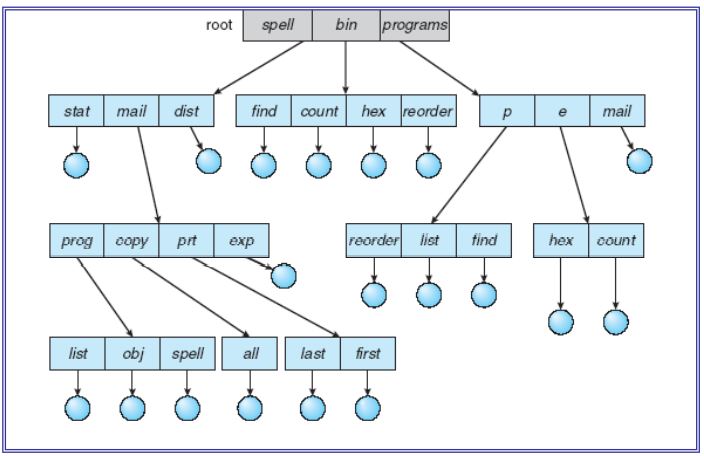 root spell bin programs
stat mail dist find count hex reorder p e mail
prog copy prt exp reorder list find hex count
list obj spell all last first